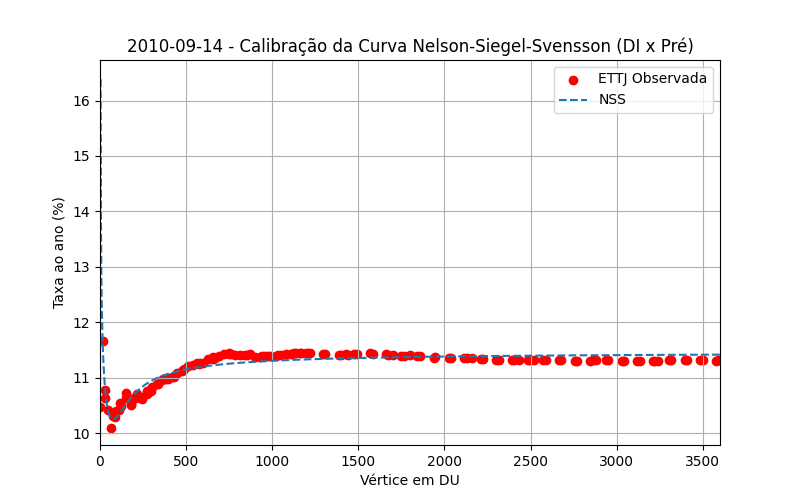 2010-09-14 - Calibração da Curva Nelson-Siegel-Svensson (DI x Pré)
ETTJ Observada
NSS
Taxa ao ano (%)
16
15
14
13
12
11
10
0 500 1000 1500 2000 2500 3000 3500
Vértice em DU